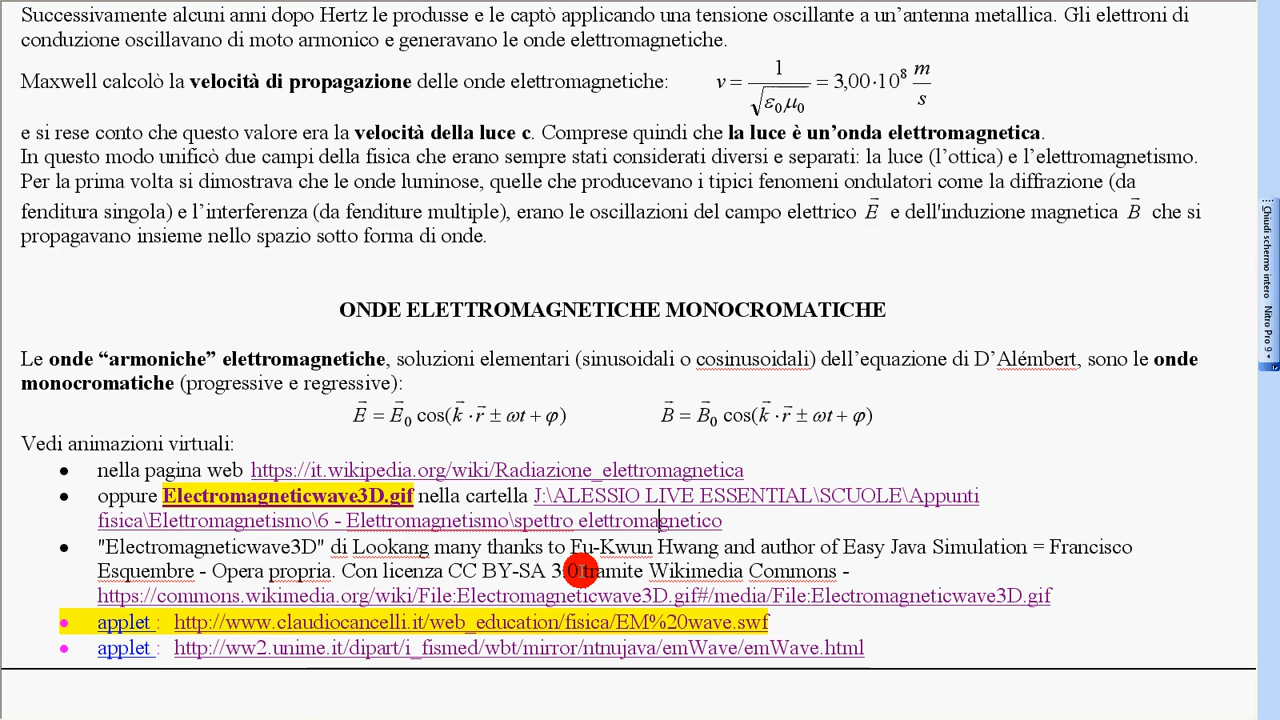 Successivamente alcuni anni dopo Hertz le produsse e le captò applicando una tensione oscillante a un’antenna metallica. Gli elettroni di
conduzione oscillavano di moto armonico e generavano le onde elettromagnetiche.
Maxwell calcolò la velocità di propagazione delle onde elettromagnetiche: v = 1 / √(ε₀ μ₀) = 3,00·10⁸ m/s
e si rese conto che questo valore era la velocità della luce c. Comprese quindi che la luce è un’onda elettromagnetica.
In questo modo unificò due campi della fisica che erano sempre stati considerati diversi e separati: la luce (l’ottica) e l’elettromagnetismo.
Per la prima volta si dimostrava che le onde luminose, quelle che producevano i tipici fenomeni ondulatori come la diffrazione (da
fenditura singola) e l’interferenza (da fenditure multiple), erano le oscillazioni del campo elettrico E⃗ e dell'induzione magnetica B⃗ che si
propagavano insieme nello spazio sotto forma di onde.
ONDE ELETTROMAGNETICHE MONOCROMATICHE
Le onde “armoniche” elettromagnetiche, soluzioni elementari (sinusoidali o cosinusoidali) dell’equazione di D’Alémbert, sono le onde
monocromatiche (progressive e regressive):
E⃗ = E⃗₀ cos(k⃗ · r⃗ ± ωt + φ) B⃗ = B⃗₀ cos(k⃗ · r⃗ ± ωt + φ)
Vedi animazioni virtuali:
• nella pagina web https://it.wikipedia.org/wiki/Radiazione_elettromagnetica
• oppure Electromagneticwave3D.gif nella cartella J:\ALESSIO LIVE ESSENTIAL\SCUOLE\Appunti
fisica\Elettromagnetismo\6 - Elettromagnetismo\spettro elettromagnetico
• "Electromagneticwave3D" di Lookang many thanks to Fu-Kwun Hwang and author of Easy Java Simulation = Francisco
Esquembre - Opera propria. Con licenza CC BY-SA 3.0 tramite Wikimedia Commons -
https://commons.wikimedia.org/wiki/File:Electromagneticwave3D.gif#/media/File:Electromagneticwave3D.gif
• applet : http://www.claudiocancelli.it/web_education/fisica/EM%20wave.swf
• applet : http://ww2.unime.it/dipart/i_fismed/wbt/mirror/ntnujava/emWave/emWave.html
Chiudi schermo intero Nitro Pro 9